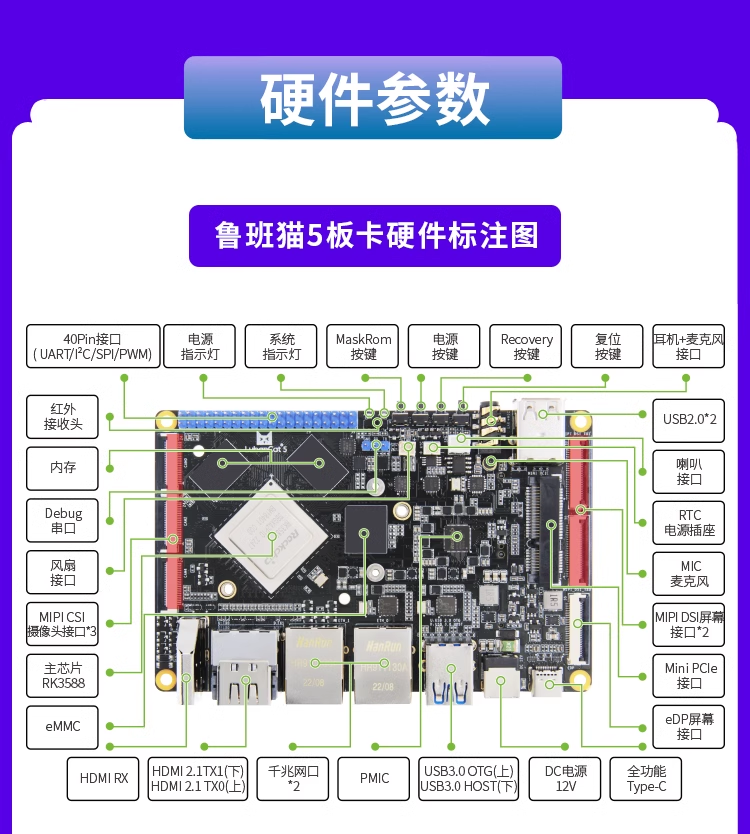 硬件参数
鲁班猫5板卡硬件标注图
40Pin接口
(UART/I²C/SPI/PWM)
电源
指示灯
系统
指示灯
MaskRom
按键
电源
按键
Recovery
按键
复位
按键
耳机+麦克风
接口
红外
接收头
内存
Debug
串口
风扇
接口
MIPI CSI
摄像头接口*3
主芯片
RK3588
eMMC
USB2.0*2
喇叭
接口
RTC
电源插座
MIC
麦克风
MIPI DSI屏幕
接口*2
Mini PCIe
接口
eDP屏幕
接口
HanRun
22/08
HanRun
22/08
HDMI RX
HDMI 2.1TX1(下)
HDMI 2.1 TX0(上)
千兆网口
*2
PMIC
USB3.0 OTG(上)
USB3.0 HOST(下)
DC电源
12V
全功能
Type-C